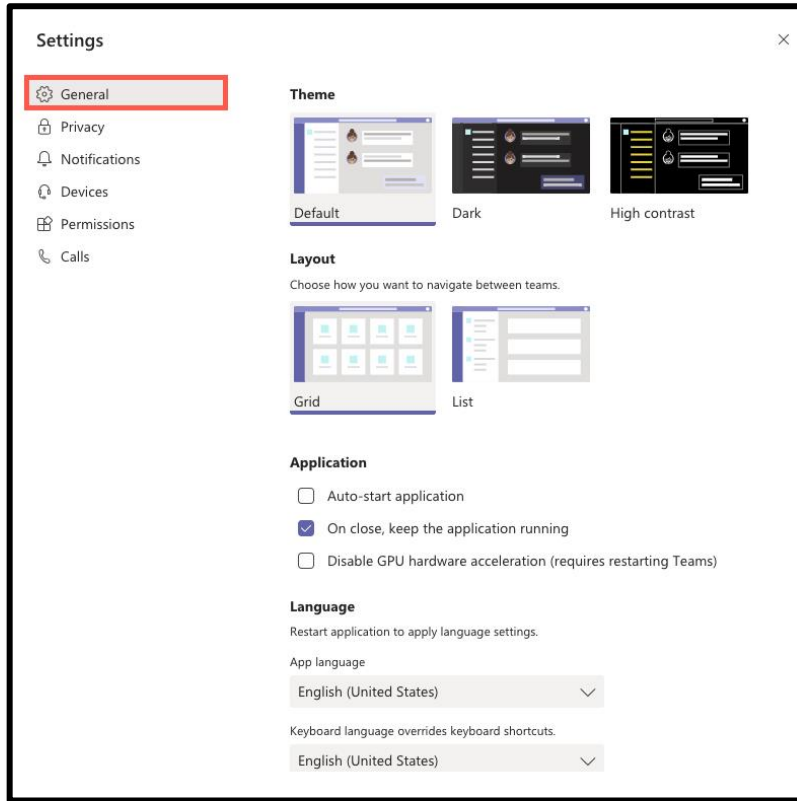 Settings
General
Privacy
Notifications
Devices
Permissions
Calls
Theme
Default
Dark
High contrast
Layout
Choose how you want to navigate between teams.
Grid
List
Application
Auto-start application
On close, keep the application running
Disable GPU hardware acceleration (requires restarting Teams)
Language
Restart application to apply language settings.
App language
English (United States)
Keyboard language overrides keyboard shortcuts.
English (United States)